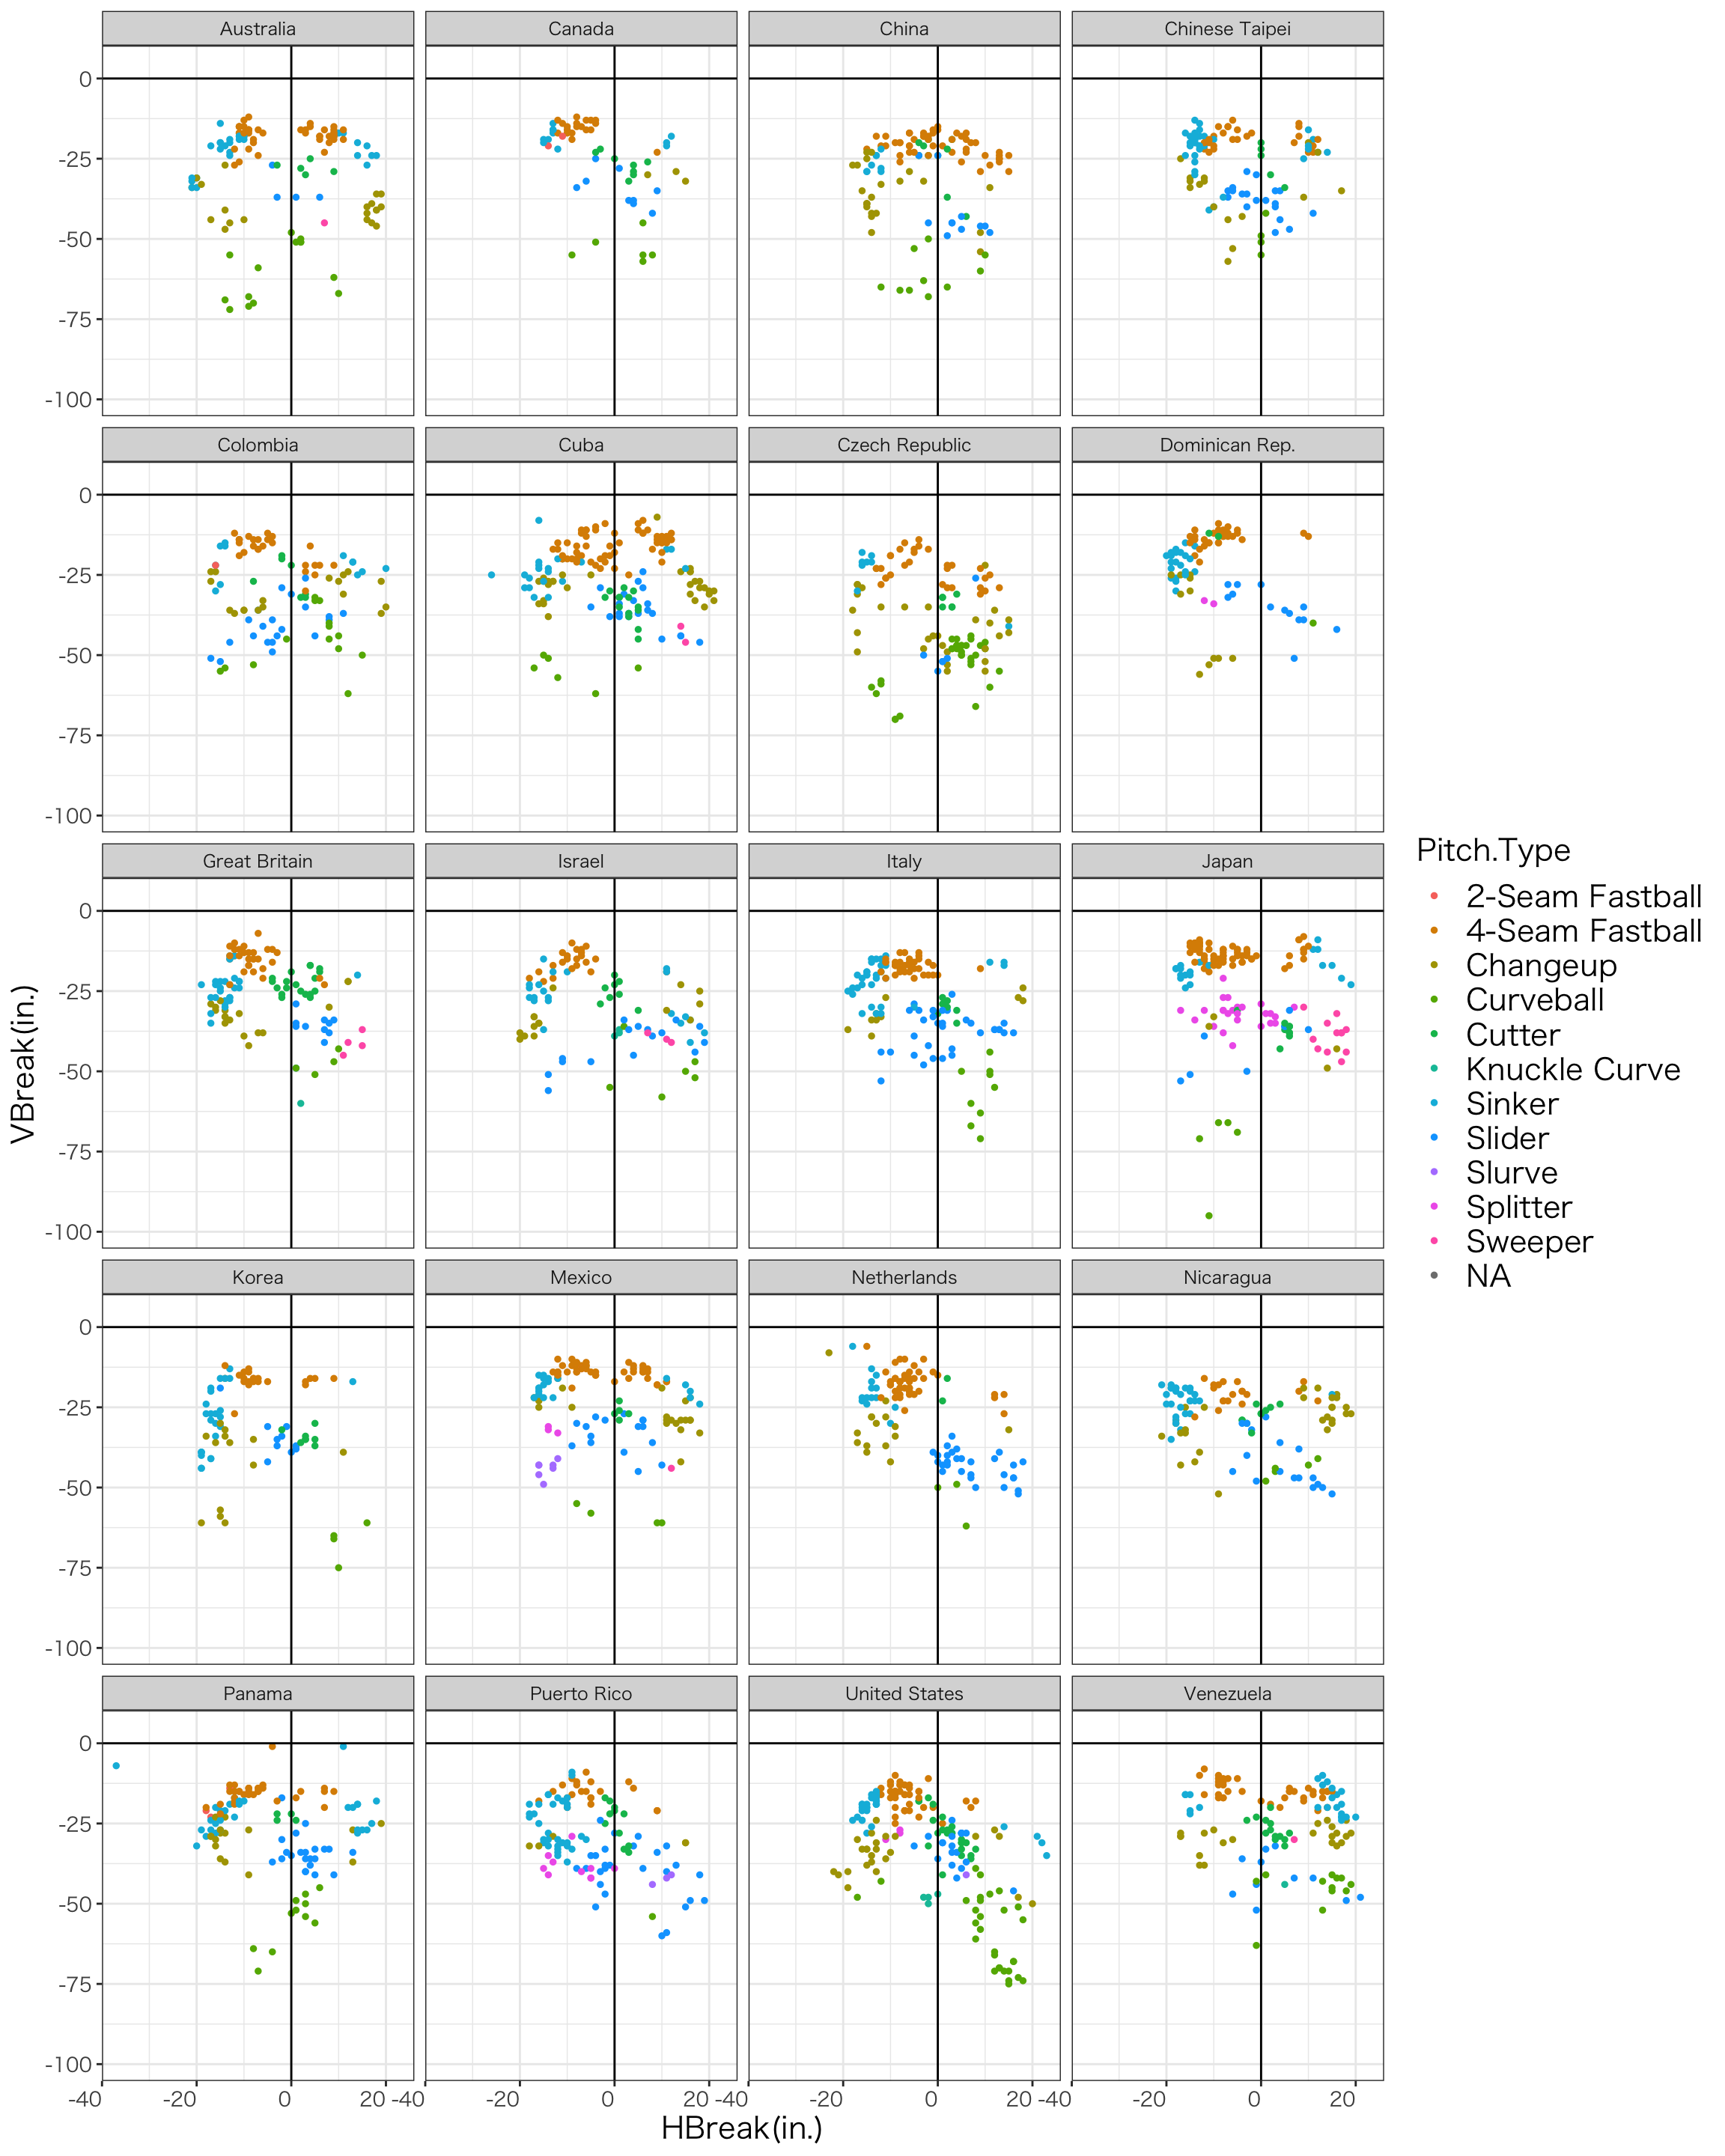 Australia Canada China Chinese Taipei
0
-25
-50
-75
-100
Colombia Cuba Czech Republic Dominican Rep.
0
-25
-50
-75
-100
Great Britain Israel Italy Japan
0
-25
-50
-75
-100
Korea Mexico Netherlands Nicaragua
0
-25
-50
-75
-100
Panama Puerto Rico United States Venezuela
0
-25
-50
-75
-100
-40 -20 0 20 -40 -20 0 20 -40 -20 0 20 -40 -20 0 20
HBreak(in.)
VBreak(in.)
Pitch.Type
2-Seam Fastball
4-Seam Fastball
Changeup
Curveball
Cutter
Knuckle Curve
Sinker
Slider
Slurve
Splitter
Sweeper
NA